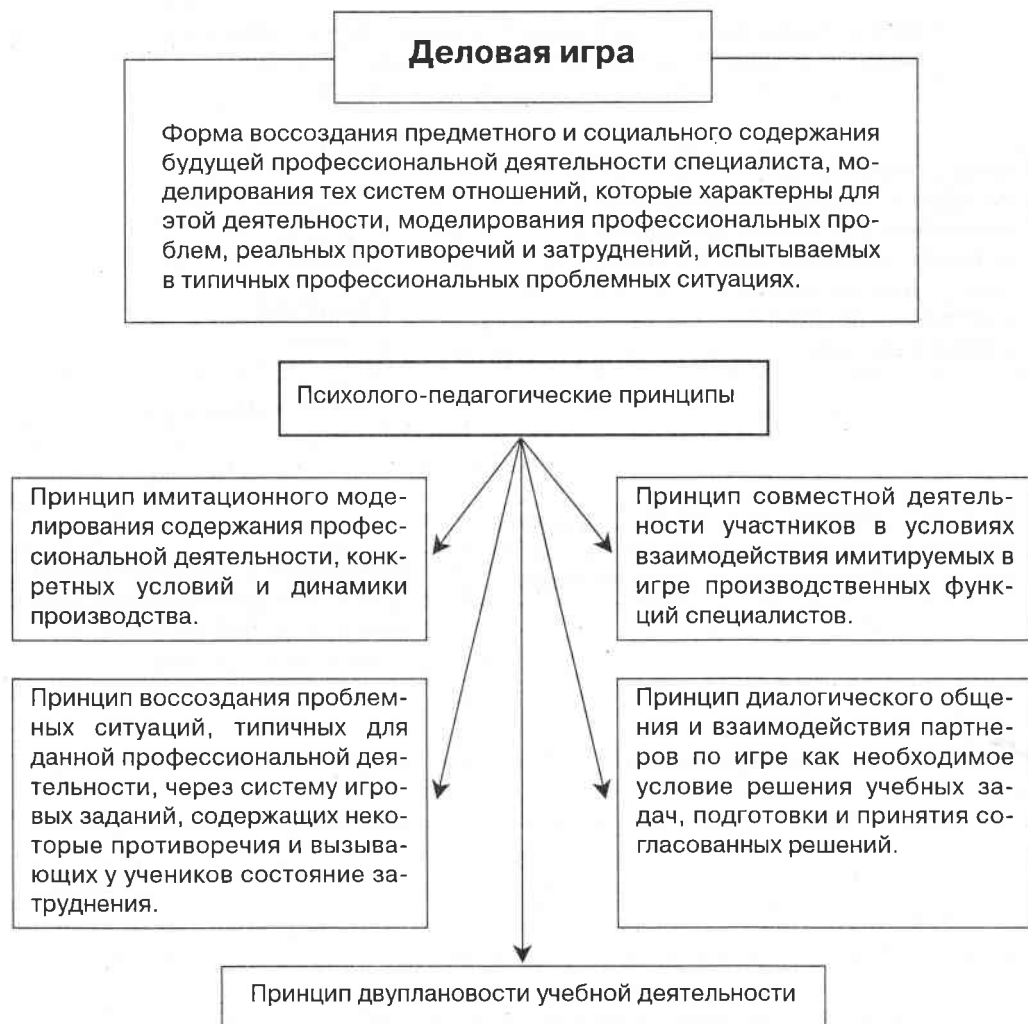 Деловая игра
Форма воссоздания предметного и социального содержания
будущей профессиональной деятельности специалиста, мо-
делирования тех систем отношений, которые характерны для
этой деятельности, моделирования профессиональных про-
блем, реальных противоречий и затруднений, испытываемых
в типичных профессиональных проблемных ситуациях.
Психолого-педагогические принципы
Принцип имитационного моде-
лирования содержания профес-
сиональной деятельности, конк-
ретных условий и динамики
производства.
Принцип совместной деятель-
ности участников в условиях
взаимодействия имитируемых в
игре производственных функ-
ций специалистов.
Принцип воссоздания проблем-
ных ситуаций, типичных для
данной профессиональной дея-
тельности, через систему игро-
вых заданий, содержащих неко-
торые противоречия и вызыва-
ющих у учеников состояние за-
труднения.
Принцип диалогического обще-
ния и взаимодействия партне-
ров по игре как необходимое
условие решения учебных за-
дач, подготовки и принятия со-
гласованных решений.
Принцип двуплановости учебной деятельности